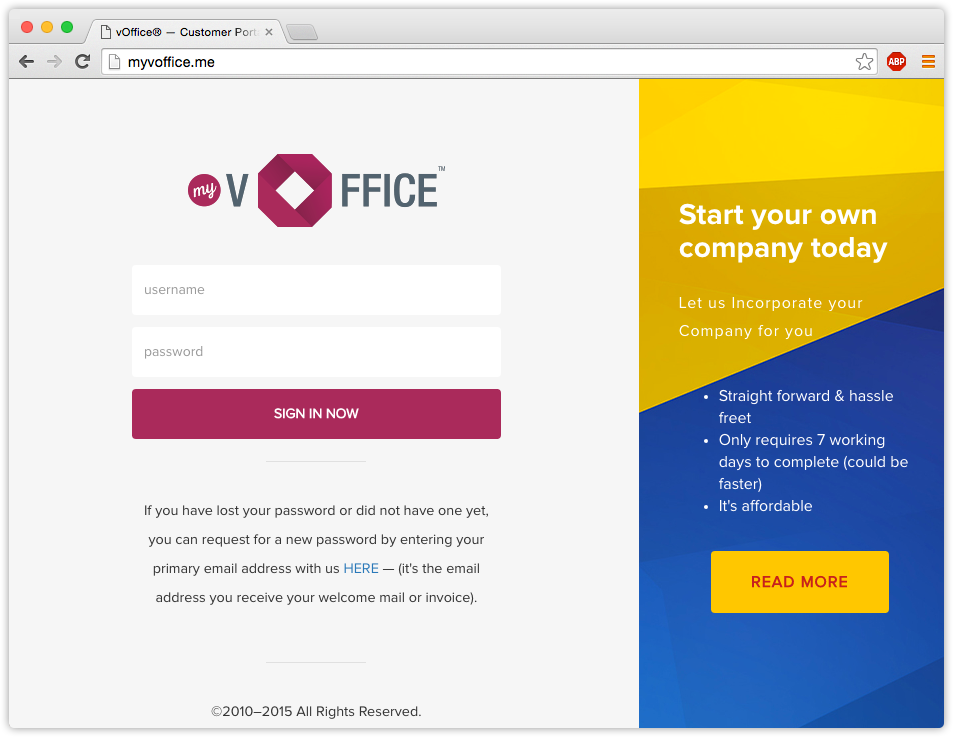 vOffice® — Customer Port
myvoffice.me
ABP
my VOFFICE™
username
password
SIGN IN NOW
If you have lost your password or did not have one yet,
you can request for a new password by entering your
primary email address with us HERE — (it's the email
address you receive your welcome mail or invoice).
©2010–2015 All Rights Reserved.
Start your own
company today
Let us Incorporate your
Company for you
• Straight forward & hassle
freet
• Only requires 7 working
days to complete (could be
faster)
• It's affordable
READ MORE